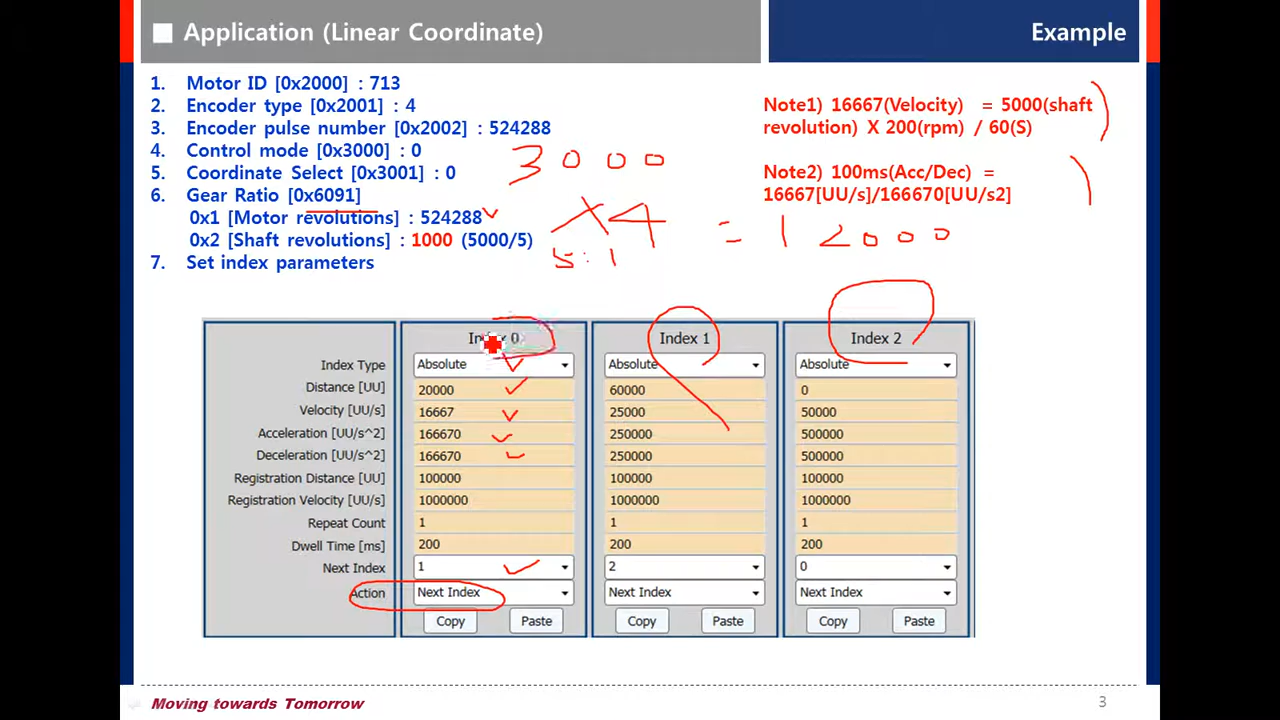 Application (Linear Coordinate)
Example
1. Motor ID [0x2000] : 713
2. Encoder type [0x2001] : 4
3. Encoder pulse number [0x2002] : 524288
4. Control mode [0x3000] : 0
5. Coordinate Select [0x3001] : 0
6. Gear Ratio [0x6091]
0x1 [Motor revolutions] : 524288
0x2 [Shaft revolutions] : 1000 (5000/5)
7. Set index parameters
Note1) 16667(Velocity) = 5000(shaft
revolution) X 200(rpm) / 60(S)
Note2) 100ms(Acc/Dec) =
16667[UU/s]/166670[UU/s2]
3000
X4 = 12000
5:1
Index 0 Index 1 Index 2
Index Type Absolute Absolute Absolute
Distance [UU] 20000 60000 0
Velocity [UU/s] 16667 25000 50000
Acceleration [UU/s^2] 166670 250000 500000
Deceleration [UU/s^2] 166670 250000 500000
Registration Distance [UU] 100000 100000 100000
Registration Velocity [UU/s] 1000000 1000000 1000000
Repeat Count 1 1 1
Dwell Time [ms] 200 200 200
Next Index 1 2 0
Action Next Index Next Index Next Index
Copy Paste Copy Paste Copy Paste
Moving towards Tomorrow
3